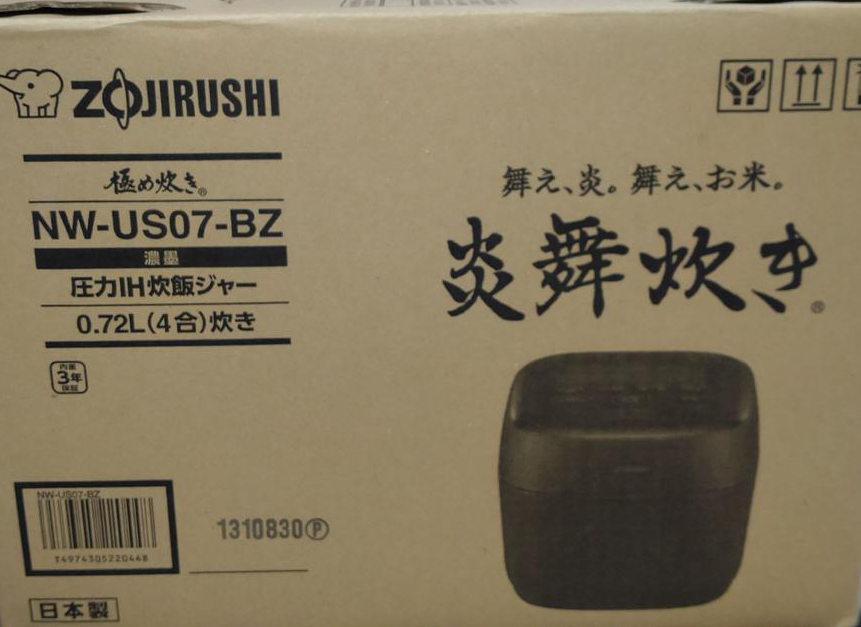 ZOJIRUSHI
極め炊き®
NW-US07-BZ
濃墨
圧力IH炊飯ジャー
0.72L(4合)炊き
内釜
3年
保証
舞え、炎。舞え、お米。
炎舞炊き®
NW-US07-BZ
T4974305220448
1310830Ⓟ
日本製